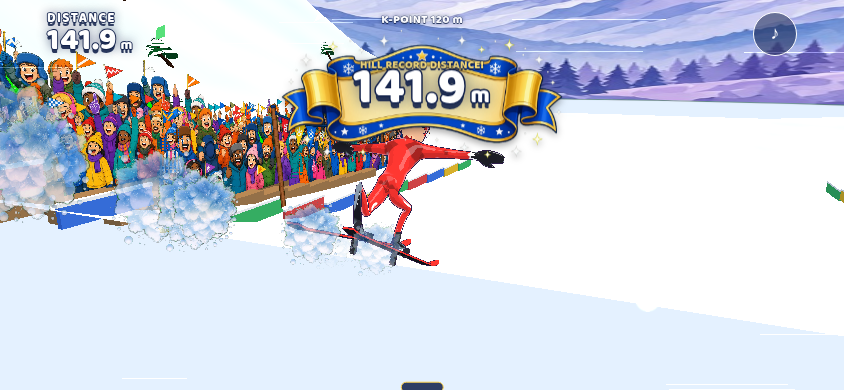 DISTANCE
141.9 m
K-POINT 120 m
HILL RECORD DISTANCE!
141.9 m